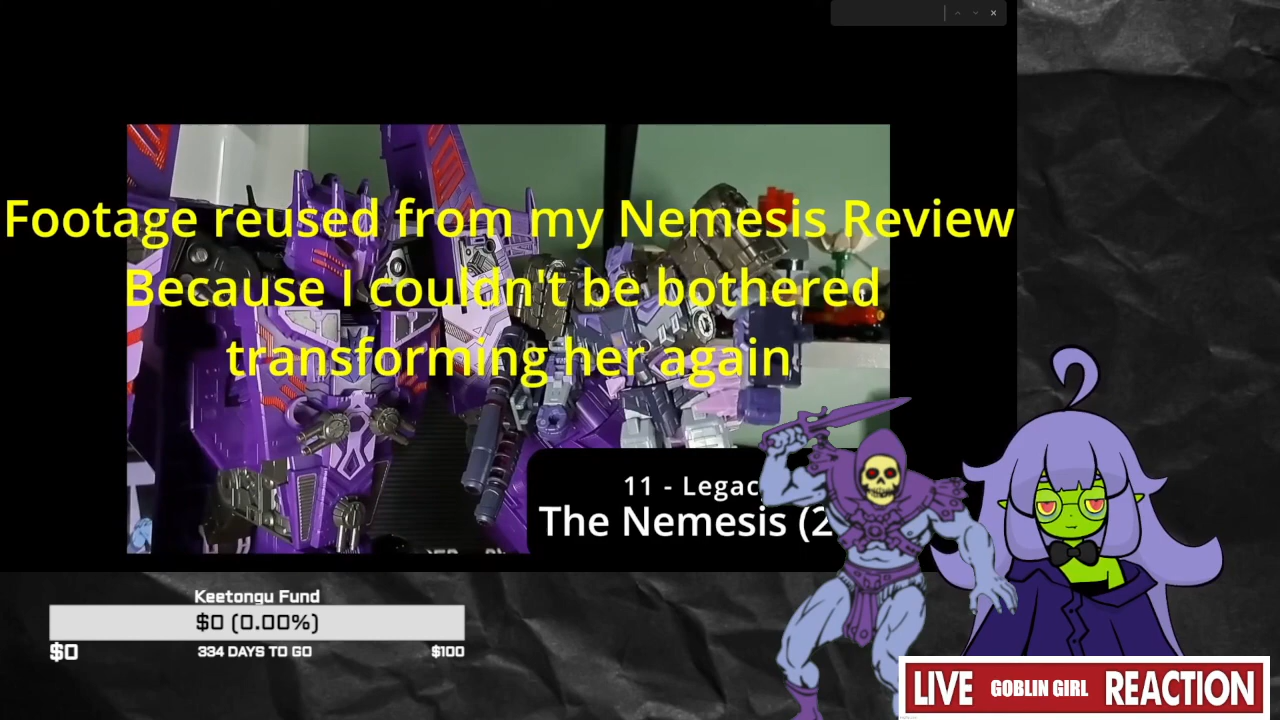 Footage reused from my Nemesis Review
Because I couldn't be bothered
transforming her again
11 - Legacy
The Nemesis (2
Keetongu Fund
$0 (0.00%)
$0
334 DAYS TO GO
$100
LIVE GOBLIN GIRL REACTION